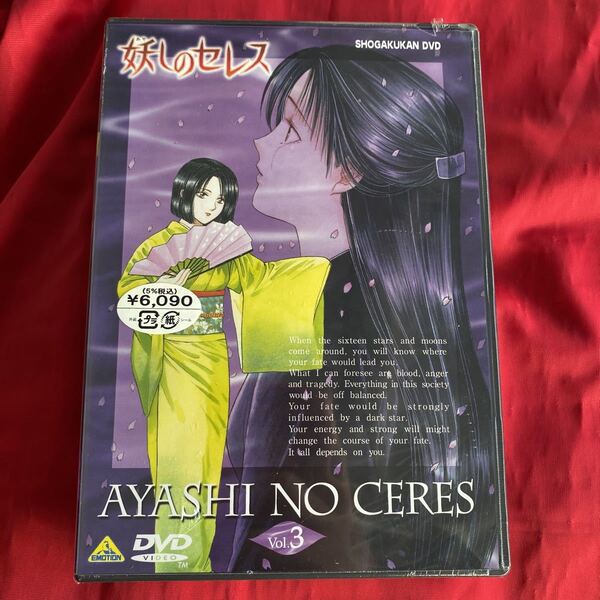 妖しのセレス
SHOGAKUKAN DVD
(5%税込)
¥6,090
プラ
紙
When the sixteen stars and moons
come around, you will know where
your fate would lead you.
What I can foresee are blood, anger
and tragedy. Everything in this society
would be off balanced.
Your fate would be strongly
influenced by a dark star.
Your energy and strong will might
change the course of your fate.
It all depends on you.
AYASHI NO CERES
Vol.3
EMOTION
DVD
VIDEO
TM